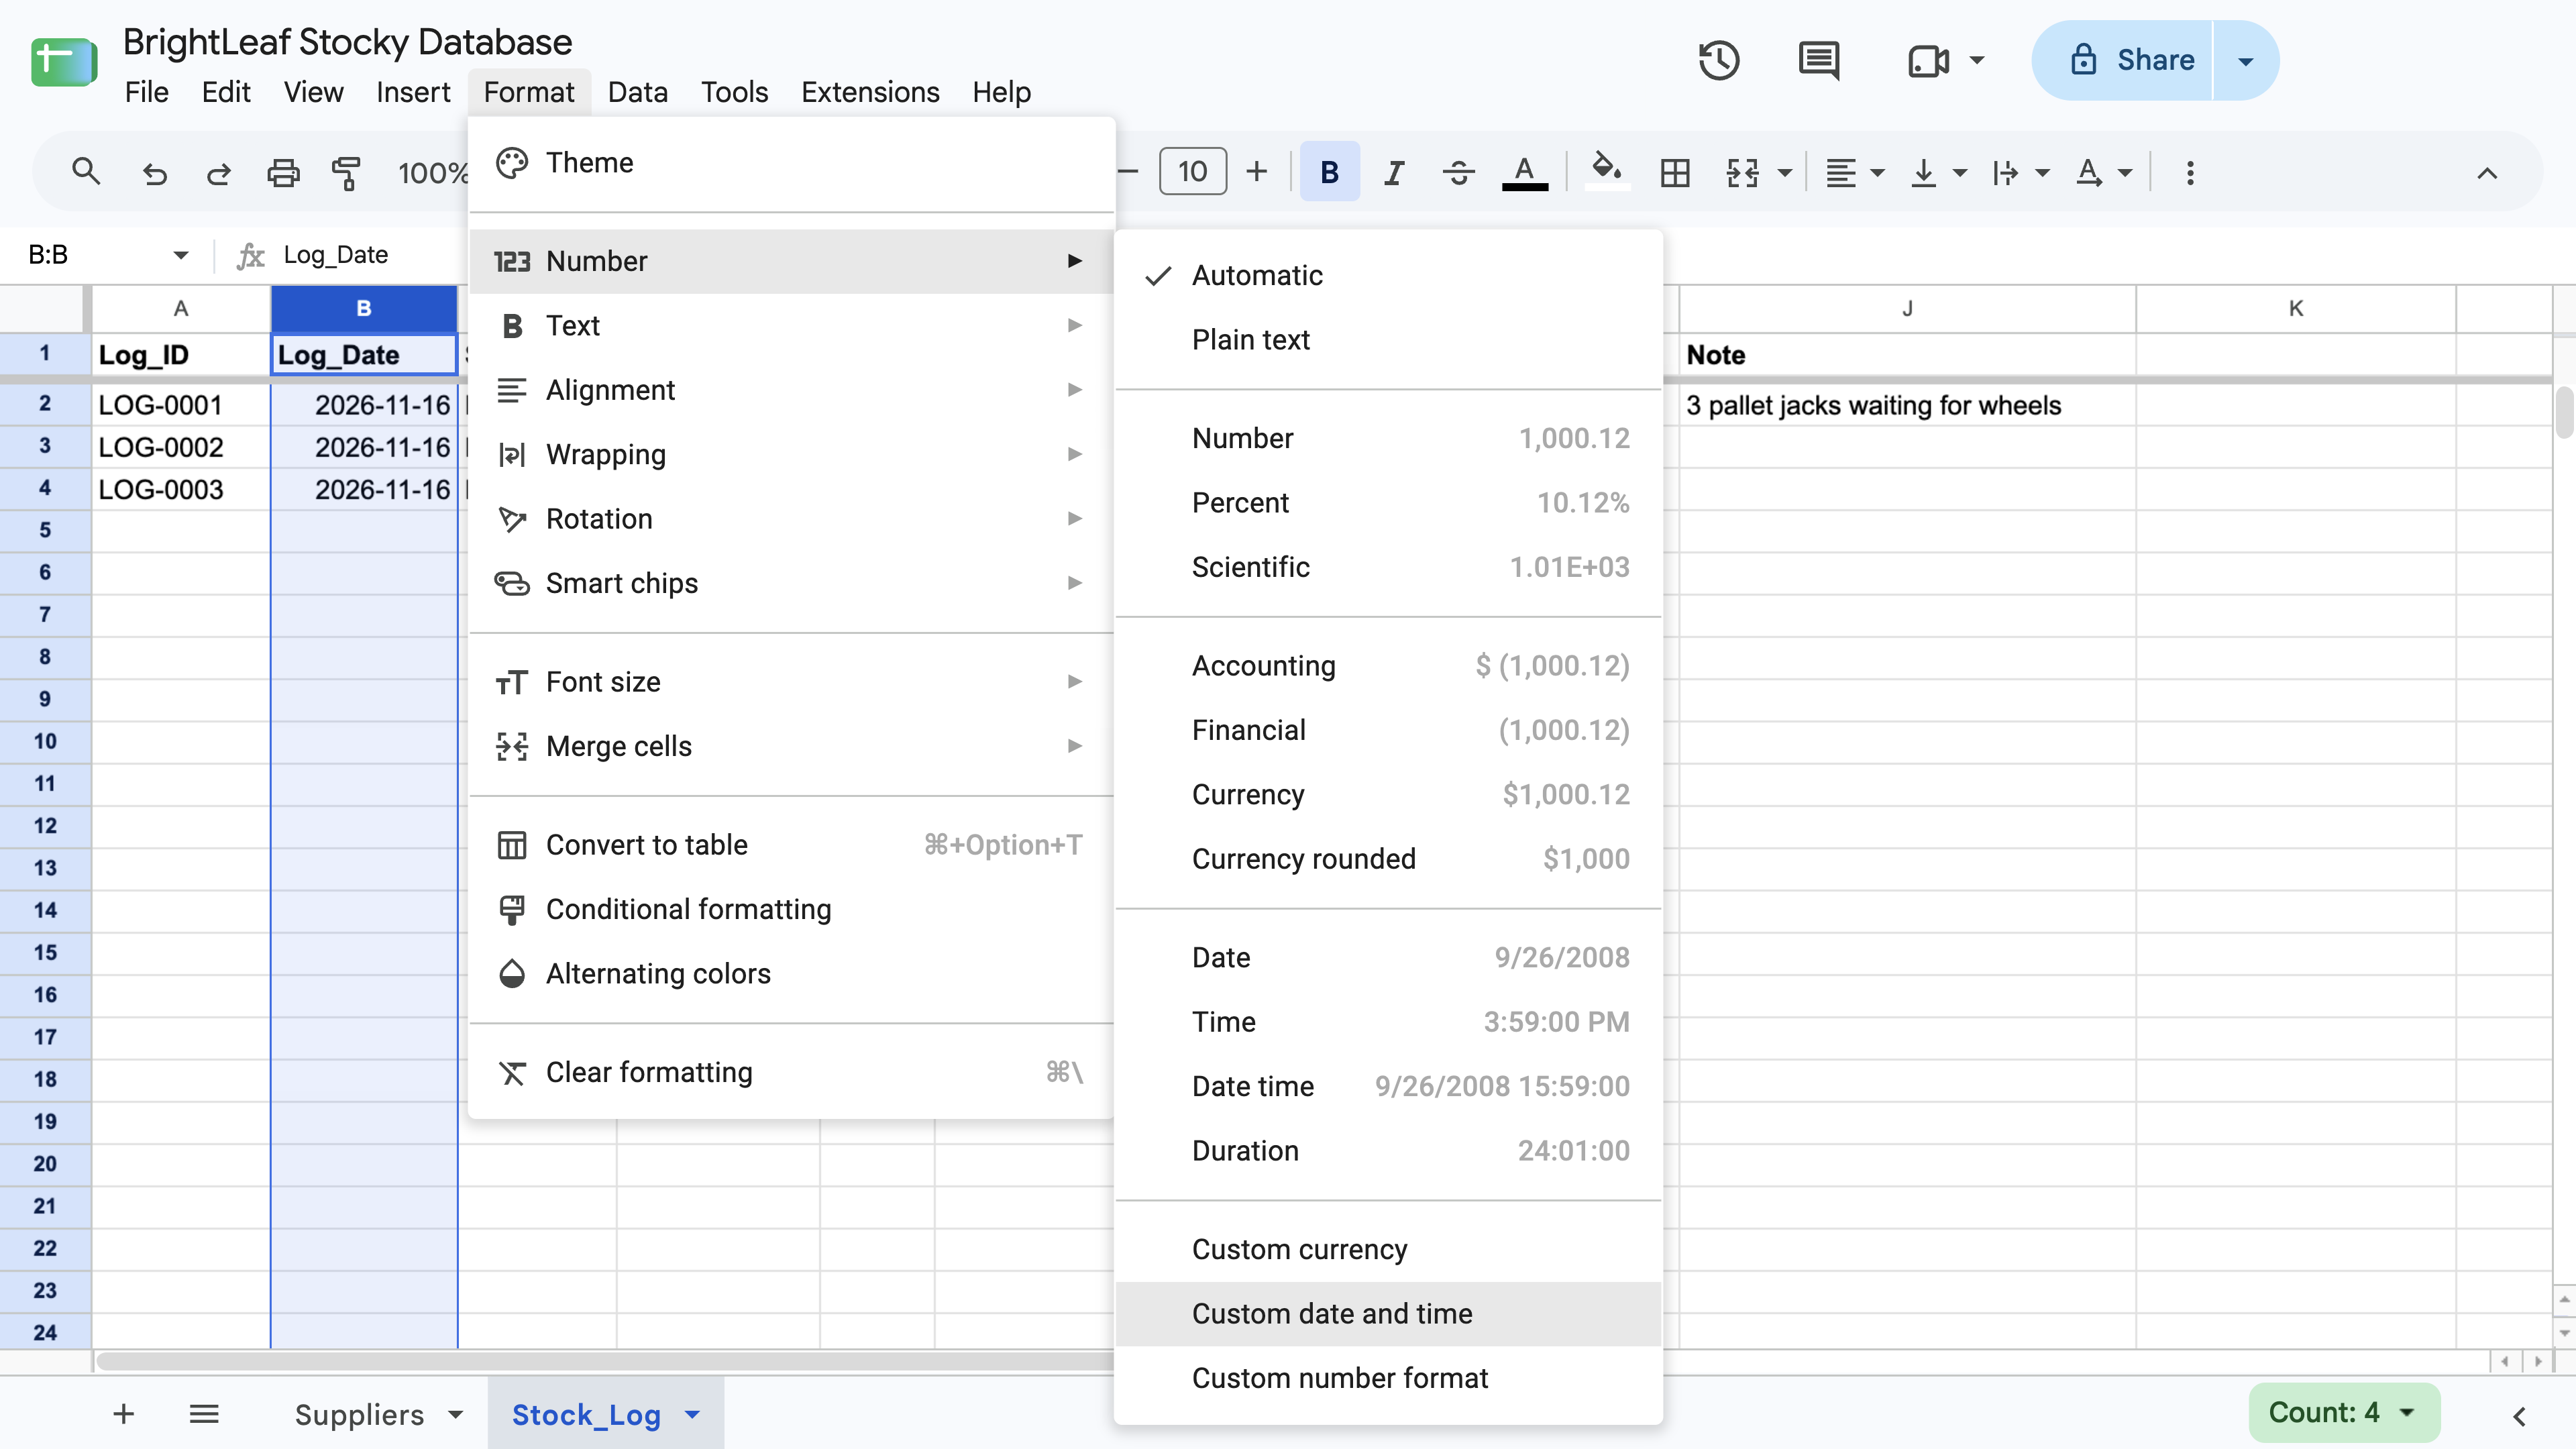 BrightLeaf Stocky Database
File Edit View Insert Format Data Tools Extensions Help
Share
100%
10
B:B
Log_Date
A B J K
1 Log_ID Log_Date Note
2 LOG-0001 2026-11-16 3 pallet jacks waiting for wheels
3 LOG-0002 2026-11-16
4 LOG-0003 2026-11-16
5
6
7
8
9
10
11
12
13
14
15
16
17
18
19
20
21
22
23
24
Theme
123 Number
Text
Alignment
Wrapping
Rotation
Smart chips
Font size
Merge cells
Convert to table ⌘+Option+T
Conditional formatting
Alternating colors
Clear formatting ⌘\
Automatic
Plain text
Number 1,000.12
Percent 10.12%
Scientific 1.01E+03
Accounting $ (1,000.12)
Financial (1,000.12)
Currency $1,000.12
Currency rounded $1,000
Date 9/26/2008
Time 3:59:00 PM
Date time 9/26/2008 15:59:00
Duration 24:01:00
Custom currency
Custom date and time
Custom number format
Suppliers Stock_Log
Count: 4